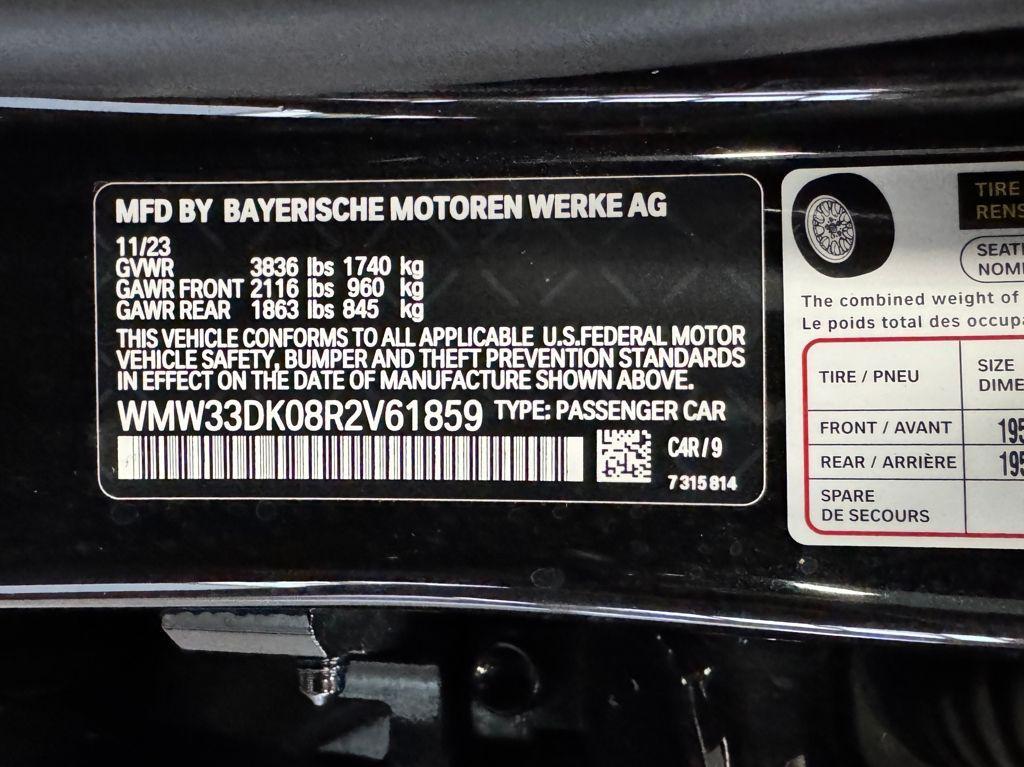 MFD BY BAYERISCHE MOTOREN WERKE AG
11/23
GVWR 3836 lbs 1740 kg
GAWR FRONT 2116 lbs 960 kg
GAWR REAR 1863 lbs 845 kg
THIS VEHICLE CONFORMS TO ALL APPLICABLE U.S.FEDERAL MOTOR
VEHICLE SAFETY, BUMPER AND THEFT PREVENTION STANDARDS
IN EFFECT ON THE DATE OF MANUFACTURE SHOWN ABOVE.
WMW33DK08R2V61859 TYPE: PASSENGER CAR
C4R/9
7 315 814
TIRE
The combined weight of
Le poids total des
TIRE / PNEU
SIZE
FRONT / AVANT
REAR / ARRIÈRE
SPARE
DE SECOURS